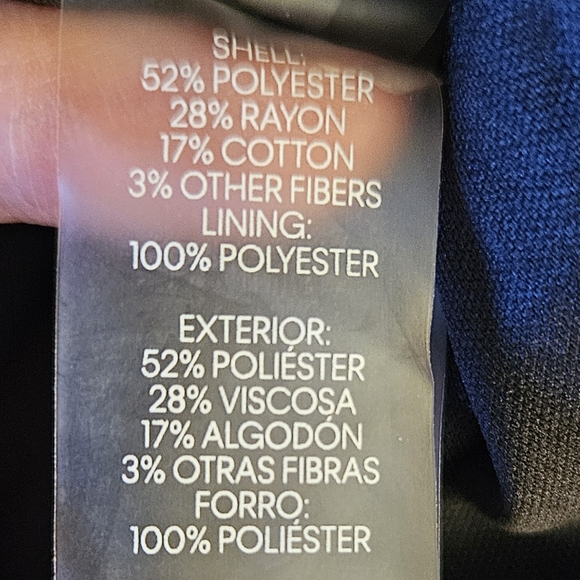 SHELL:
52% POLYESTER
28% RAYON
17% COTTON
3% OTHER FIBERS
LINING:
100% POLYESTER
EXTERIOR:
52% POLIÉSTER
28% VISCOSA
17% ALGODÓN
3% OTRAS FIBRAS
FORRO:
100% POLIÉSTER